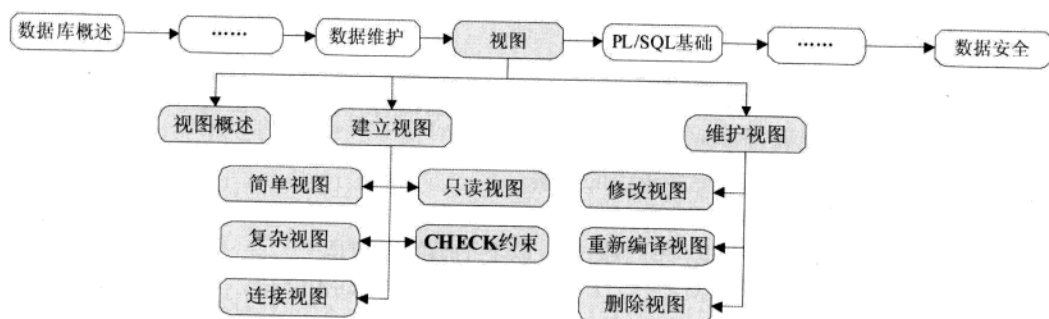 数据库概述
……
数据维护
视图
PL/SQL基础
……
数据安全
视图概述
建立视图
维护视图
简单视图
只读视图
修改视图
复杂视图
CHECK约束
重新编译视图
连接视图
删除视图